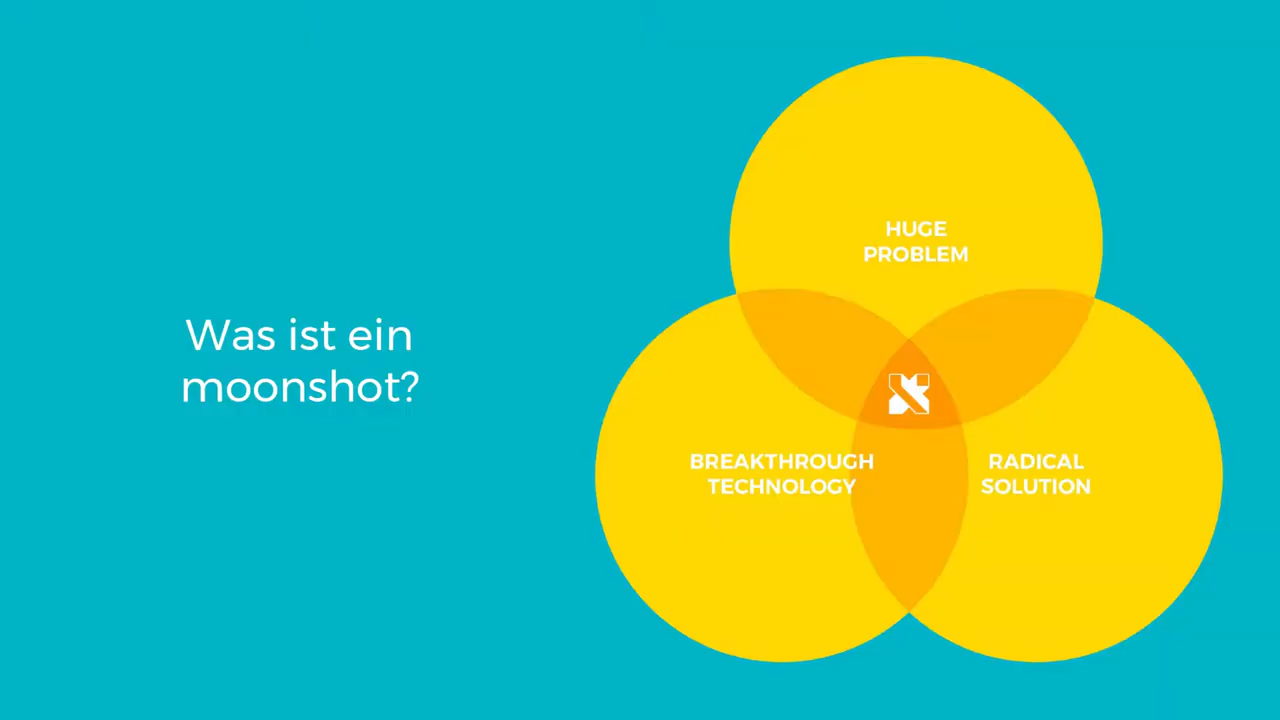 Was ist ein
moonshot?
HUGE
PROBLEM
BREAKTHROUGH
TECHNOLOGY
RADICAL
SOLUTION